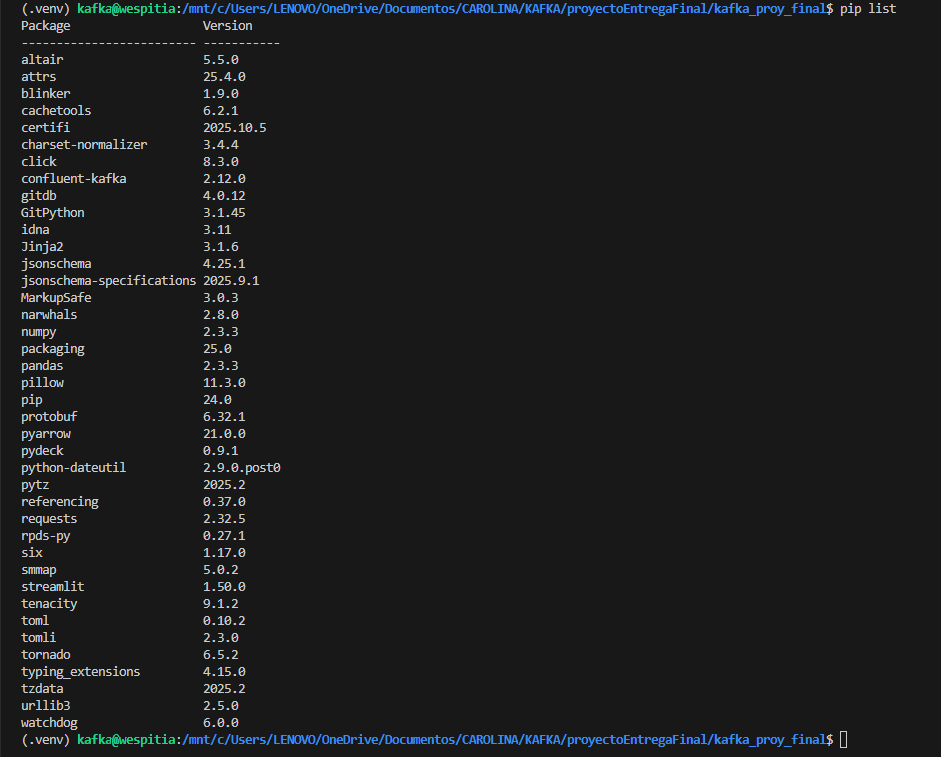 (.venv) kafka@wespitia:/mnt/c/Users/LENOVO/OneDrive/Documentos/CAROLINA/KAFKA/proyectoEntregaFinal/kafka_proy_final$ pip list
Package Version
------------------------- -----------
altair 5.5.0
attrs 25.4.0
blinker 1.9.0
cachetools 6.2.1
certifi 2025.10.5
charset-normalizer 3.4.4
click 8.3.0
confluent-kafka 2.12.0
gitdb 4.0.12
GitPython 3.1.45
idna 3.11
Jinja2 3.1.6
jsonschema 4.25.1
jsonschema-specifications 2025.9.1
MarkupSafe 3.0.3
narwhals 2.8.0
numpy 2.3.3
packaging 25.0
pandas 2.3.3
pillow 11.3.0
pip 24.0
protobuf 6.32.1
pyarrow 21.0.0
pydeck 0.9.1
python-dateutil 2.9.0.post0
pytz 2025.2
referencing 0.37.0
requests 2.32.5
rpds-py 0.27.1
six 1.17.0
smmap 5.0.2
streamlit 1.50.0
tenacity 9.1.2
toml 0.10.2
tomli 2.3.0
tornado 6.5.2
typing_extensions 4.15.0
tzdata 2025.2
urllib3 2.5.0
watchdog 6.0.0
(.venv) kafka@wespitia:/mnt/c/Users/LENOVO/OneDrive/Documentos/CAROLINA/KAFKA/proyectoEntregaFinal/kafka_proy_final$